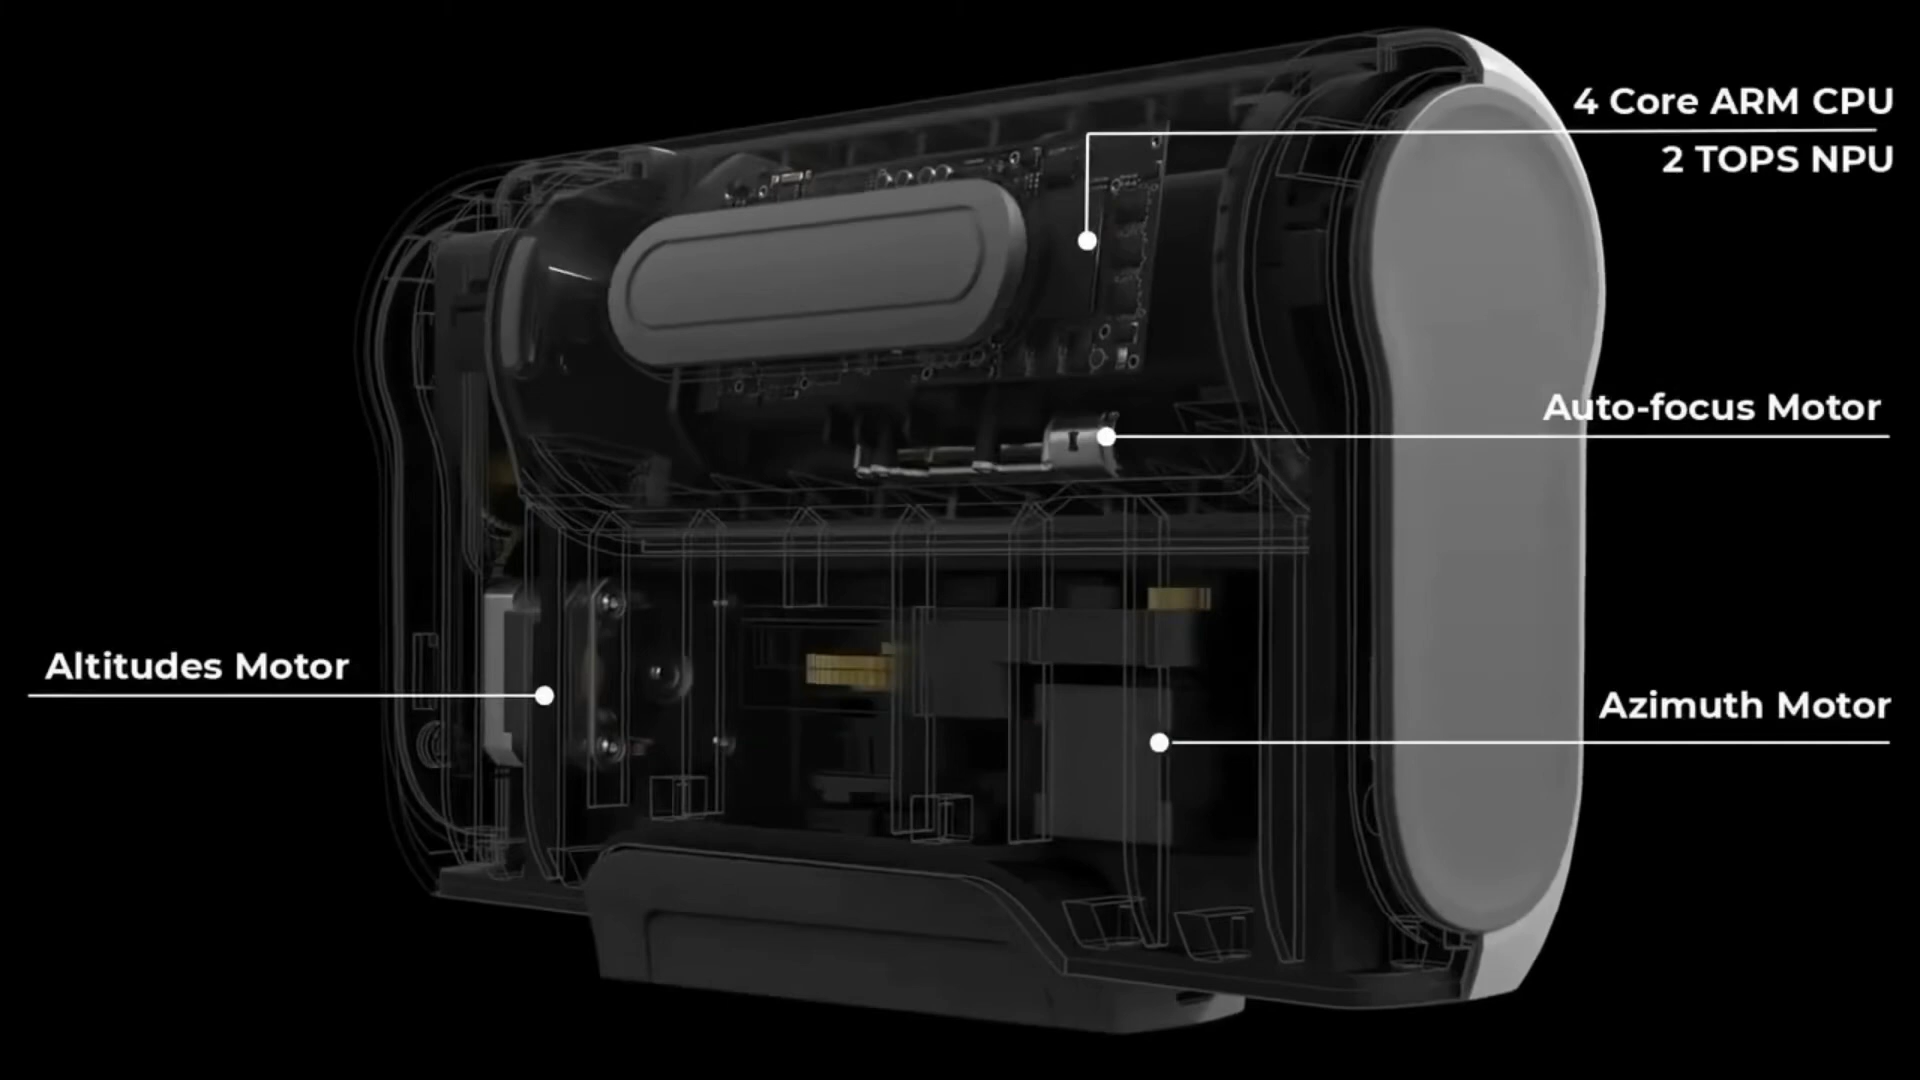 4 Core ARM CPU
2 TOPS NPU
Auto-focus Motor
Altitudes Motor
Azimuth Motor